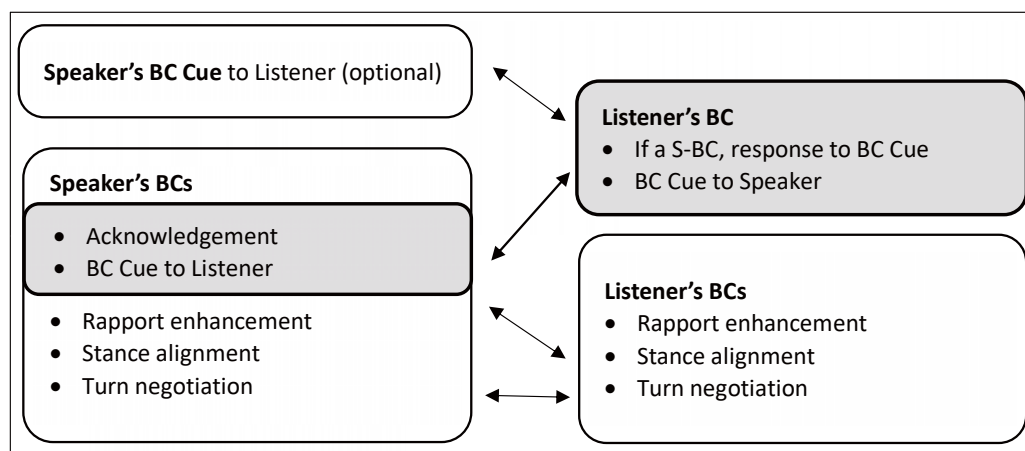 Speaker’s BC Cue to Listener (optional)
Speaker’s BCs
• Acknowledgement
• BC Cue to Listener
• Rapport enhancement
• Stance alignment
• Turn negotiation
Listener’s BC
• If a S-BC, response to BC Cue
• BC Cue to Speaker
Listener’s BCs
• Rapport enhancement
• Stance alignment
• Turn negotiation